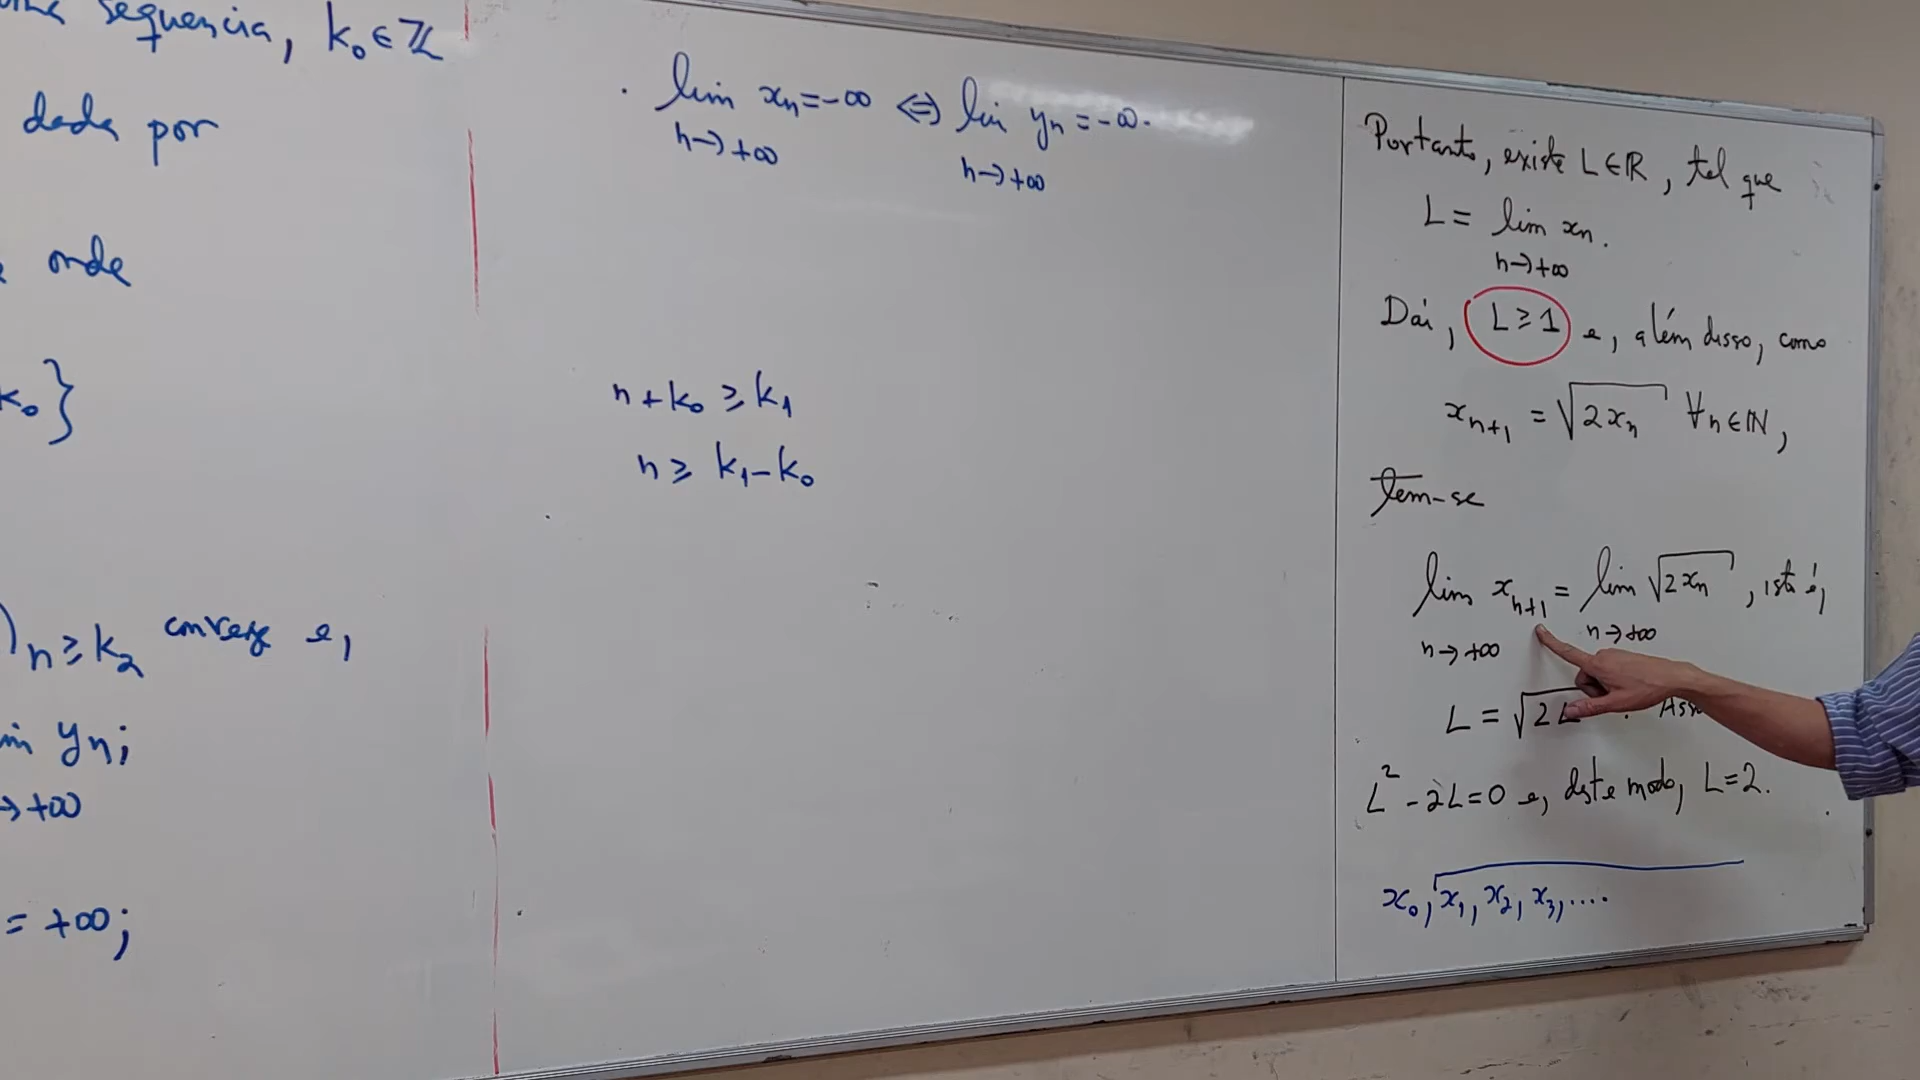 sequencia, k₀ ∈ ℤ
dada por
onde
k₀}
)n≥k₂ converge e,
yₙ;
→+∞
= +∞;
. lim xₙ = -∞ ⇔ lim yₙ = -∞.
n→+∞ n→+∞
n + k₀ ≥ k₁
n ≥ k₁ - k₀
Portanto, existe L ∈ ℝ, tal que
L = lim xₙ.
n→+∞
Daí, L ≥ 1 e, além disso, como
xₙ₊₁ = √2xₙ ∀n ∈ ℕ,
tem-se
lim xₙ₊₁ = lim √2xₙ, isto é,
n→+∞ n→+∞
L = √2L.
L² - 2L = 0 e, deste modo, L = 2.
x₀, x₁, x₂, x₃, ....